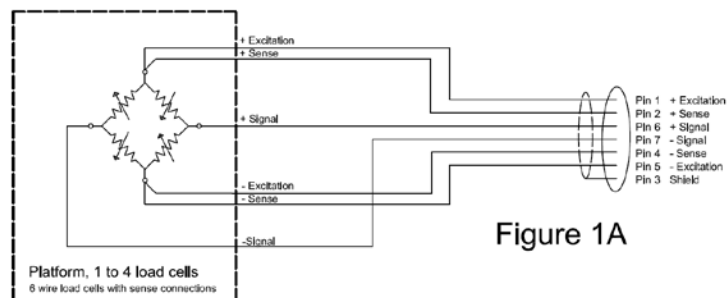 + Excitation
+ Sense
+ Signal
- Excitation
- Sense
-Signal
Platform, 1 to 4 load cells
6 wire load cells with sense connections
Pin 1 + Excitation
Pin 2 + Sense
Pin 6 + Signal
Pin 7 - Signal
Pin 4 - Sense
Pin 5 - Excitation
Pin 3 Shield
Figure 1A